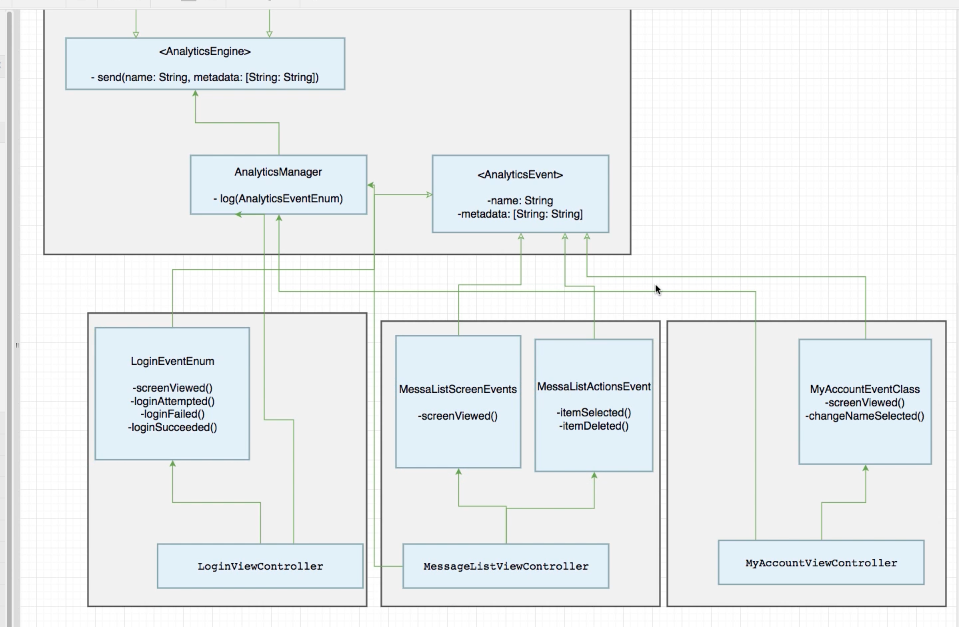 <AnalyticsEngine>
- send(name: String, metadata: [String: String])
AnalyticsManager
- log(AnalyticsEventEnum)
<AnalyticsEvent>
-name: String
-metadata: [String: String]
LoginEventEnum
-screenViewed()
-loginAttempted()
-loginFailed()
-loginSucceeded()
MessaListScreenEvents
-screenViewed()
MessaListActionsEvent
-itemSelected()
-itemDeleted()
MyAccountEventClass
-screenViewed()
-changeNameSelected()
LoginViewController
MessageListViewController
MyAccountViewController